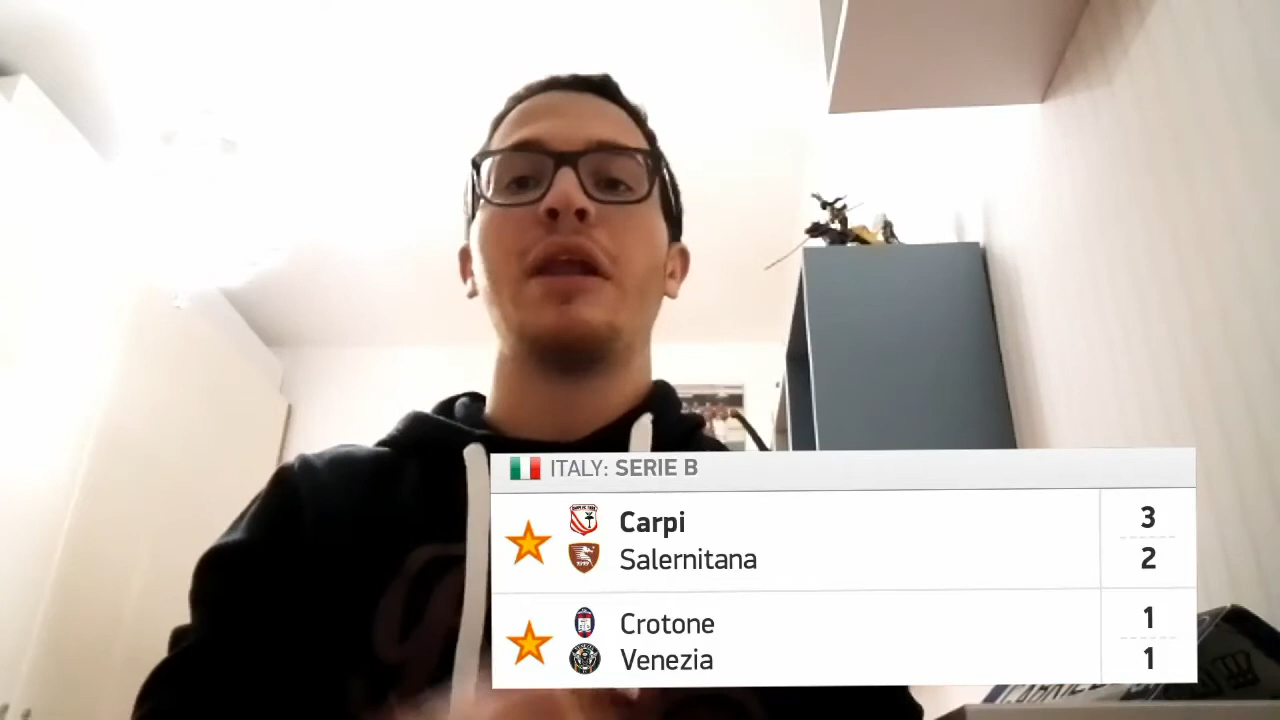 ITALY: SERIE B
Carpi 3
Salernitana 2
Crotone 1
Venezia 1